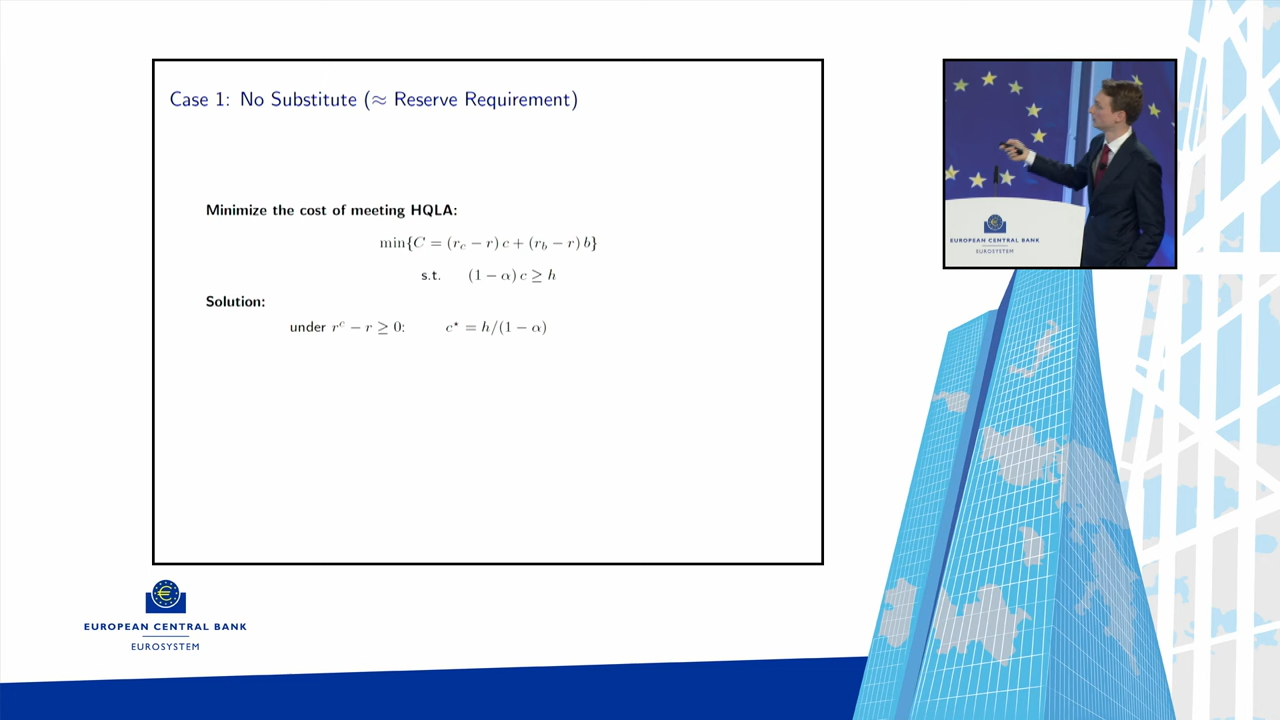 Case 1: No Substitute (≈ Reserve Requirement)
Minimize the cost of meeting HQLA:
min{C = (r_c − r) c + (r_b − r) b}
s.t. (1 − α) c ≥ h
Solution:
under r^c − r ≥ 0: c* = h/(1 − α)
EUROPEAN CENTRAL BANK
EUROSYSTEM
EUROPEAN CENTRAL BANK
EUROSYSTEM